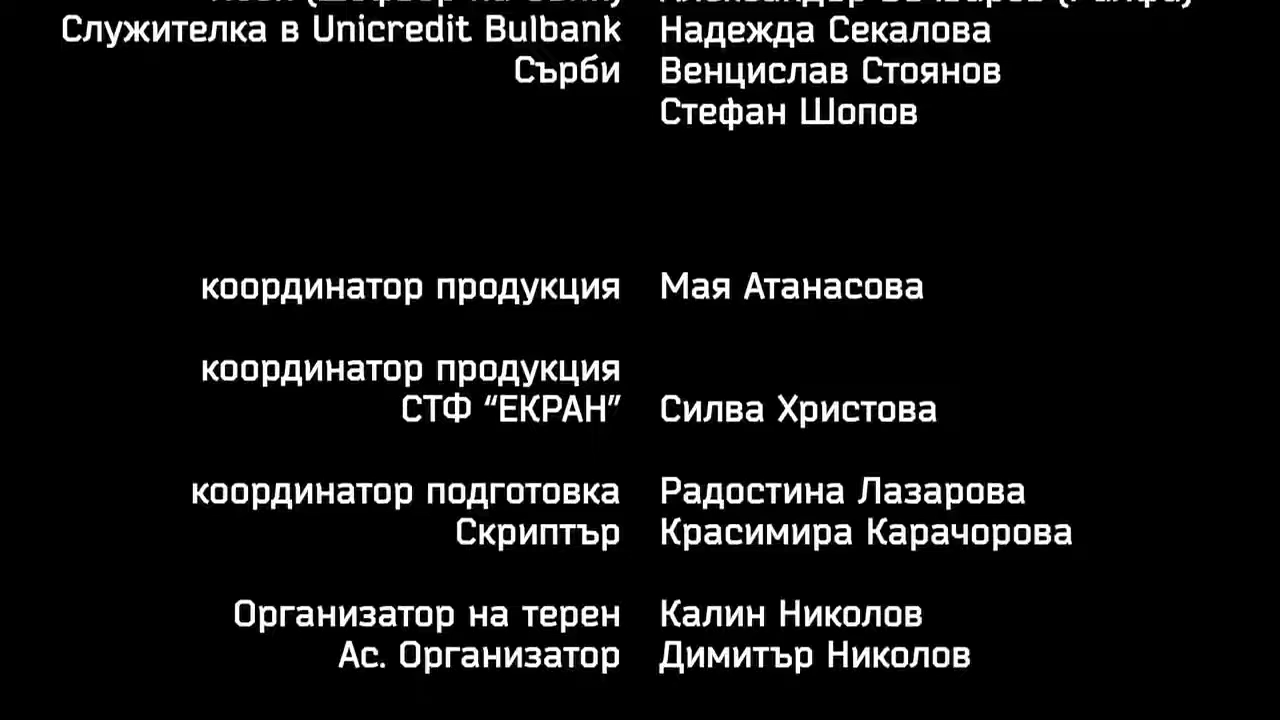 Служителка в Unicredit Bulbank Надежда Секалова
Сърби Венцислав Стоянов
Стефан Шопов
координатор продукция Мая Атанасова
координатор продукция
СТФ “ЕКРАН” Силва Христова
координатор подготовка Радостина Лазарова
Скриптър Красимира Карачорова
Организатор на терен Калин Николов
Ас. Организатор Димитър Николов